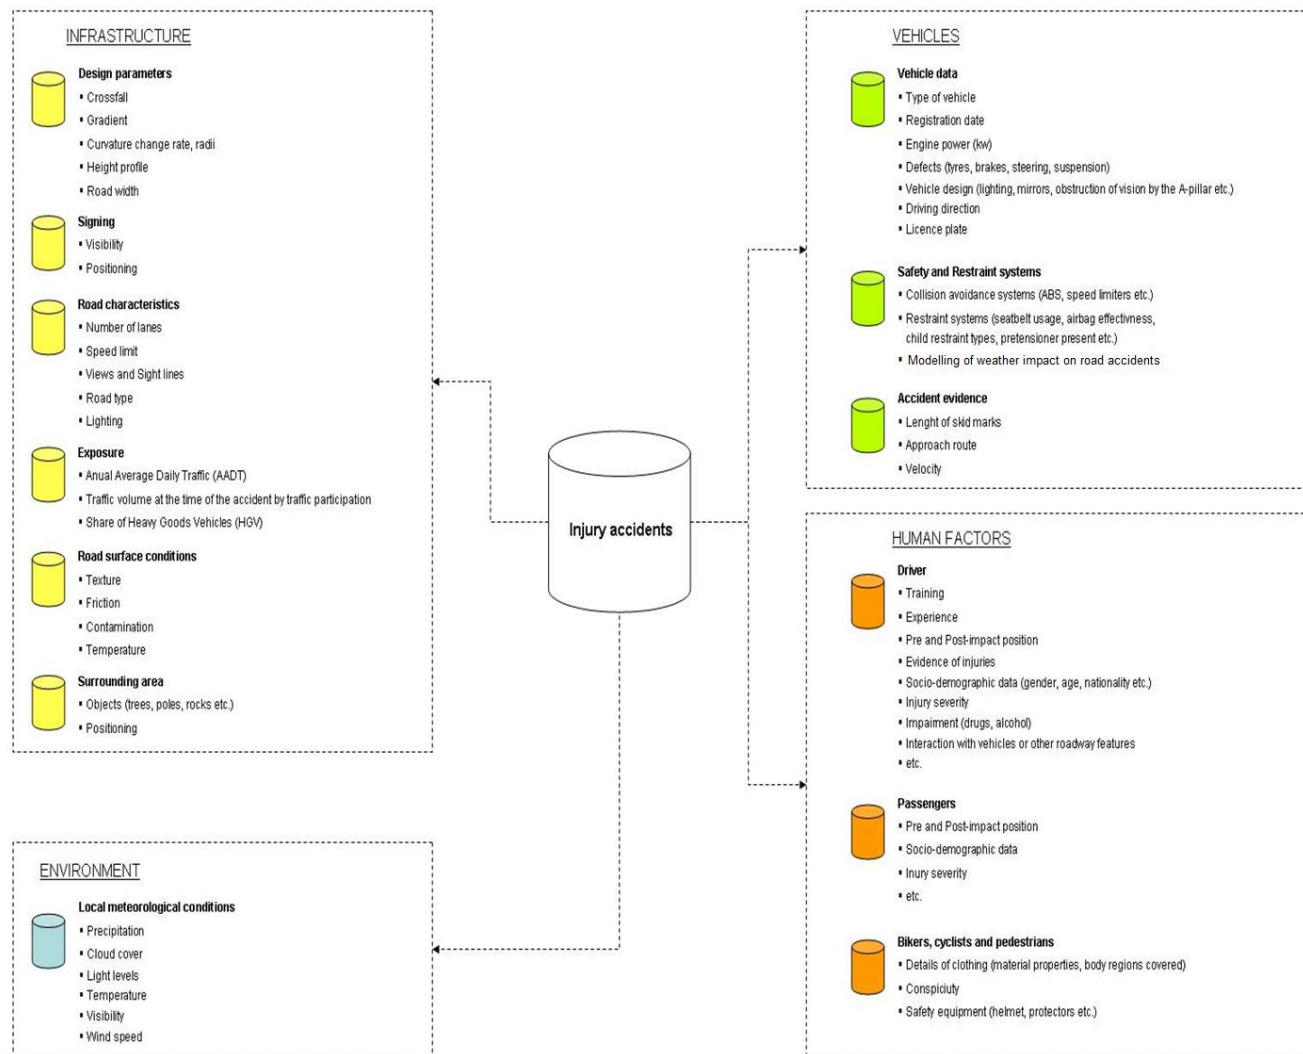 INFRASTRUCTURE
Design parameters
▪ Crossfall
▪ Gradient
▪ Curvature change rate, radii
▪ Height profile
▪ Road width
Signing
▪ Visibility
▪ Positioning
Road characteristics
▪ Number of lanes
▪ Speed limit
▪ Views and Sight lines
▪ Road type
▪ Lighting
Exposure
▪ Anual Average Daily Traffic (AADT)
▪ Traffic volume at the time of the accident by traffic participation
▪ Share of Heavy Goods Vehicles (HGV)
Road surface conditions
▪ Texture
▪ Friction
▪ Contamination
▪ Temperature
Surrounding area
▪ Objects (trees, poles, rocks etc.)
▪ Positioning
ENVIRONMENT
Local meteorological conditions
▪ Precipitation
▪ Cloud cover
▪ Light levels
▪ Temperature
▪ Visibility
▪ Wind speed
Injury accidents
VEHICLES
Vehicle data
▪ Type of vehicle
▪ Registration date
▪ Engine power (kw)
▪ Defects (tyres, brakes, steering, suspension)
▪ Vehicle design (lighting, mirrors, obstruction of vision by the A-pillar etc.)
▪ Driving direction
▪ Licence plate
Safety and Restraint systems
▪ Collision avoidance systems (ABS, speed limiters etc.)
▪ Restraint systems (seatbelt usage, airbag effectivness,
child restraint types, pretensioner present etc.)
▪ Modelling of weather impact on road accidents
Accident evidence
▪ Lenght of skid marks
▪ Approach route
▪ Velocity
HUMAN FACTORS
Driver
▪ Training
▪ Experience
▪ Pre and Post-impact position
▪ Evidence of injuries
▪ Socio-demographic data (gender, age, nationality etc.)
▪ Injury severity
▪ Impairment (drugs, alcohol)
▪ Interaction with vehicles or other roadway features
▪ etc.
Passengers
▪ Pre and Post-impact position
▪ Socio-demographic data
▪ Inury severity
▪ etc.
Bikers, cyclists and pedestrians
▪ Details of clothing (material properties, body regions covered)
▪ Conspiciuty
▪ Safety equipment (helmet, protectors etc.)